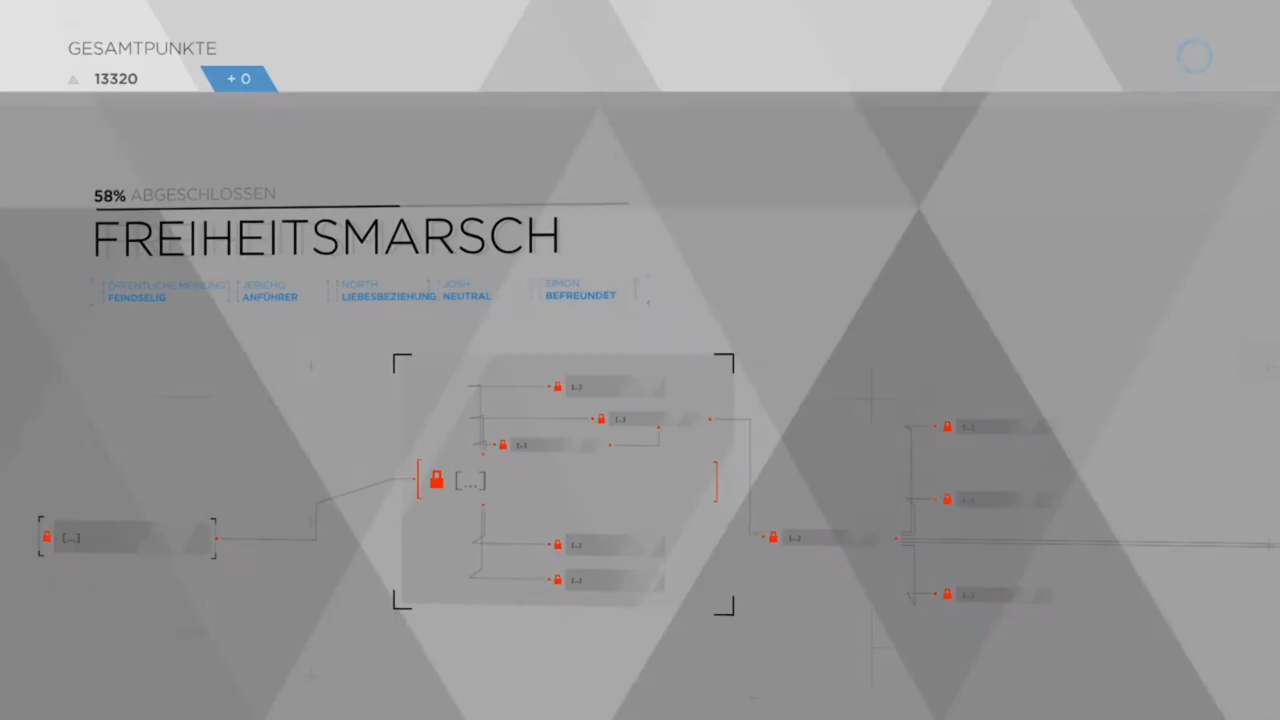 GESAMTPUNKTE
13320 + 0
58% ABGESCHLOSSEN
FREIHEITSMARSCH
ÖFFENTLICHE MEINUNG JERICHO NORTH JOSH SIMON
FEINDSELIG ANFÜHRER LIEBESBEZIEHUNG NEUTRAL BEFREUNDET
[...]
[...]
[...]
[...]
[...]
[...]
[...]
[...]
[...]
[...]
[...]